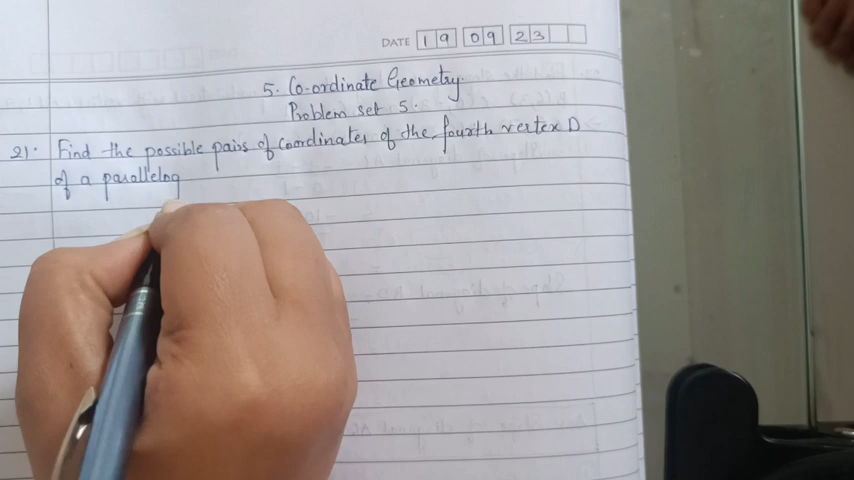 DATE 19 09 23
5. Co-ordinate Geometry.
Problem set 5.
21. Find the possible pairs of coordinates of the fourth vertex D
of a parallelog